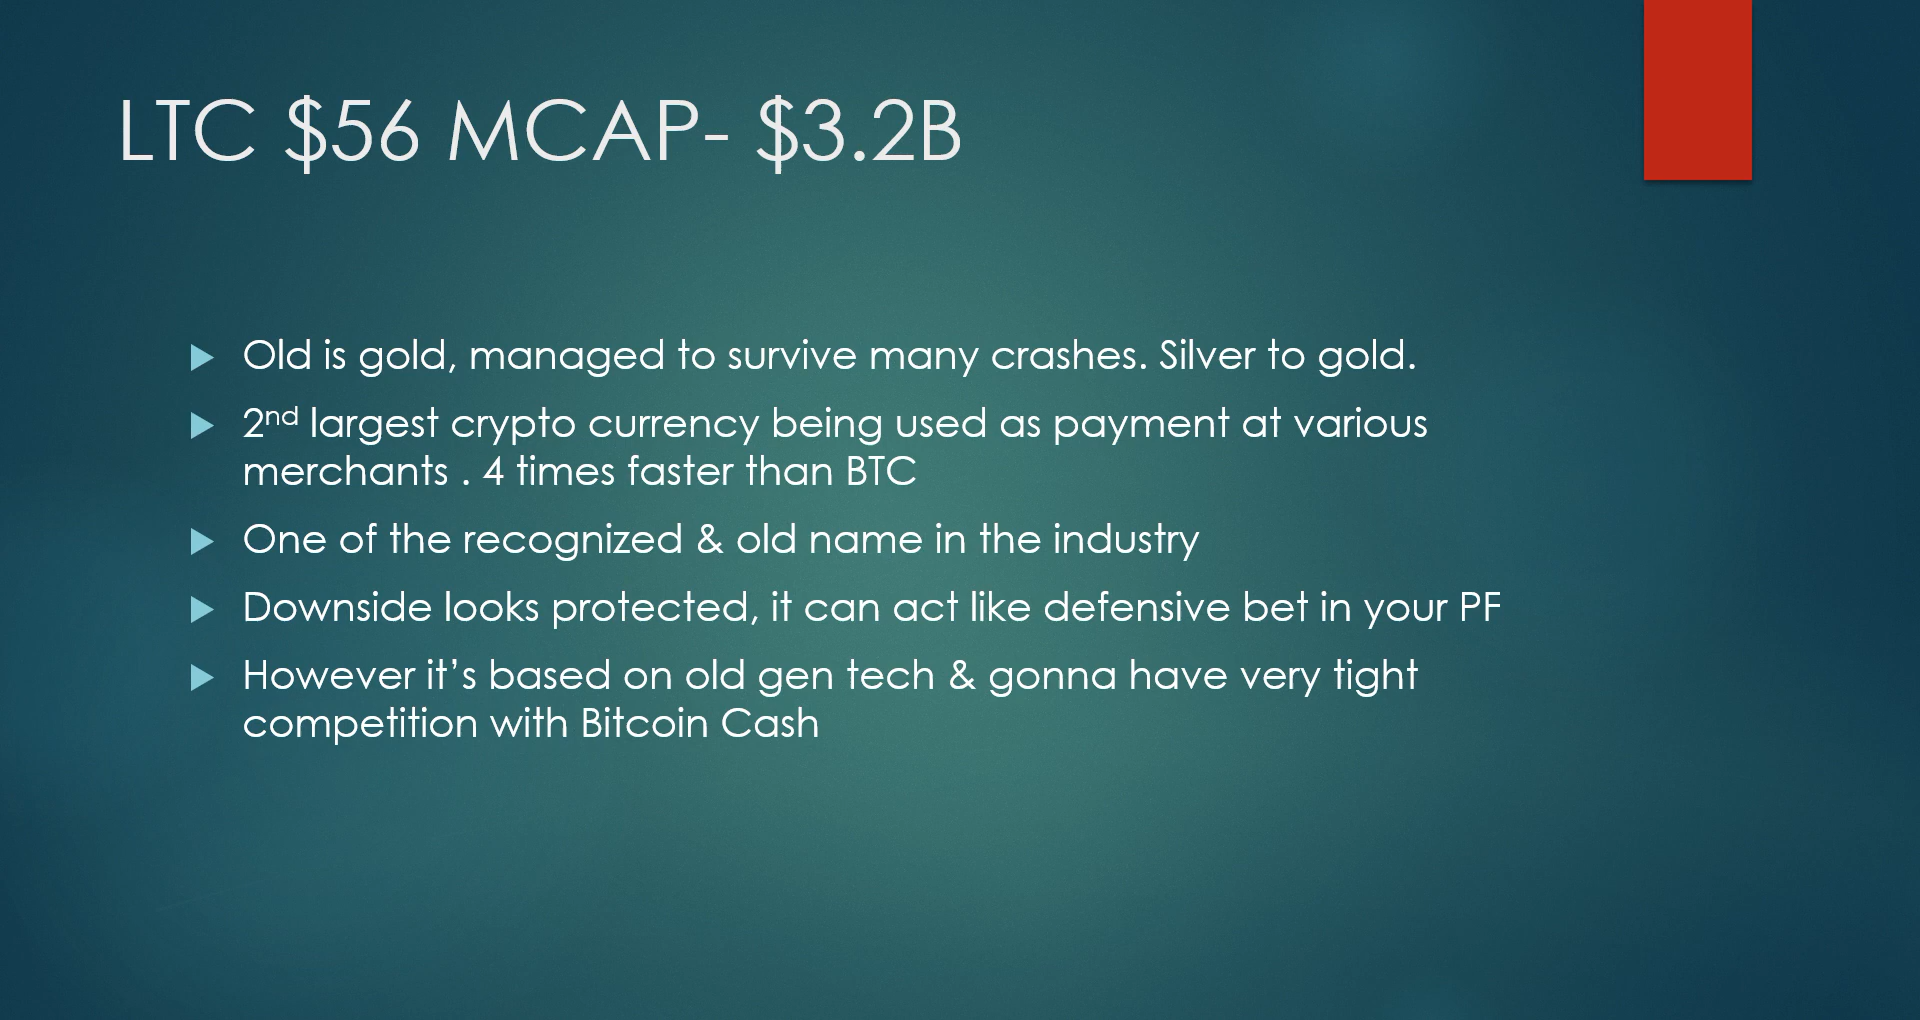 LTC $56 MCAP- $3.2B
Old is gold, managed to survive many crashes. Silver to gold.
2nd largest crypto currency being used as payment at various
merchants . 4 times faster than BTC
One of the recognized & old name in the industry
Downside looks protected, it can act like defensive bet in your PF
However it’s based on old gen tech & gonna have very tight
competition with Bitcoin Cash